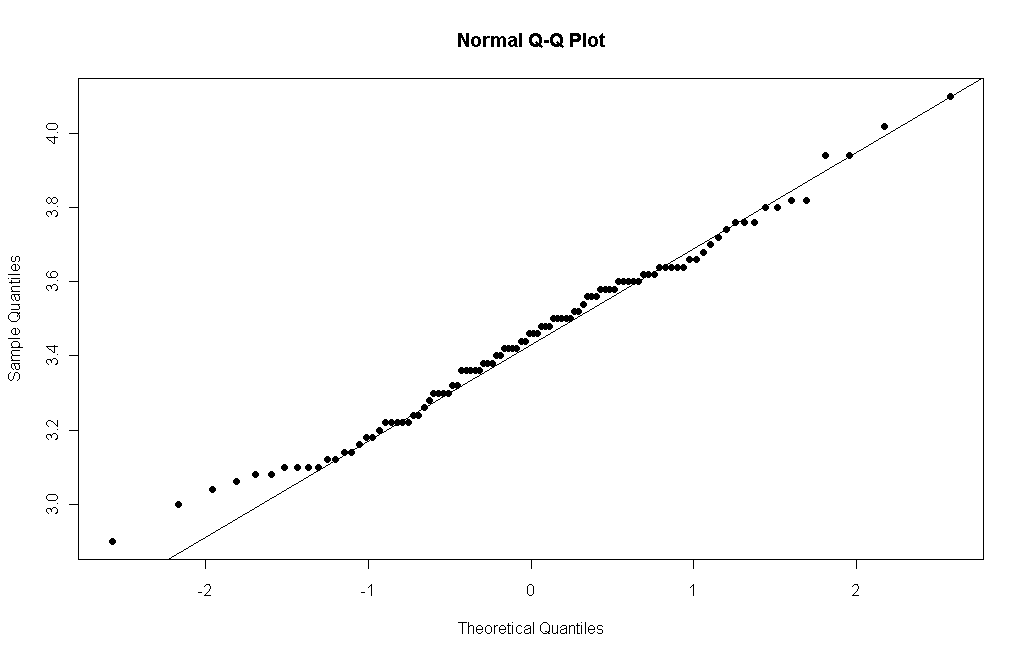 Normal Q-Q Plot
Sample Quantiles
4.0
3.8
3.6
3.4
3.2
3.0
-2 -1 0 1 2
Theoretical Quantiles